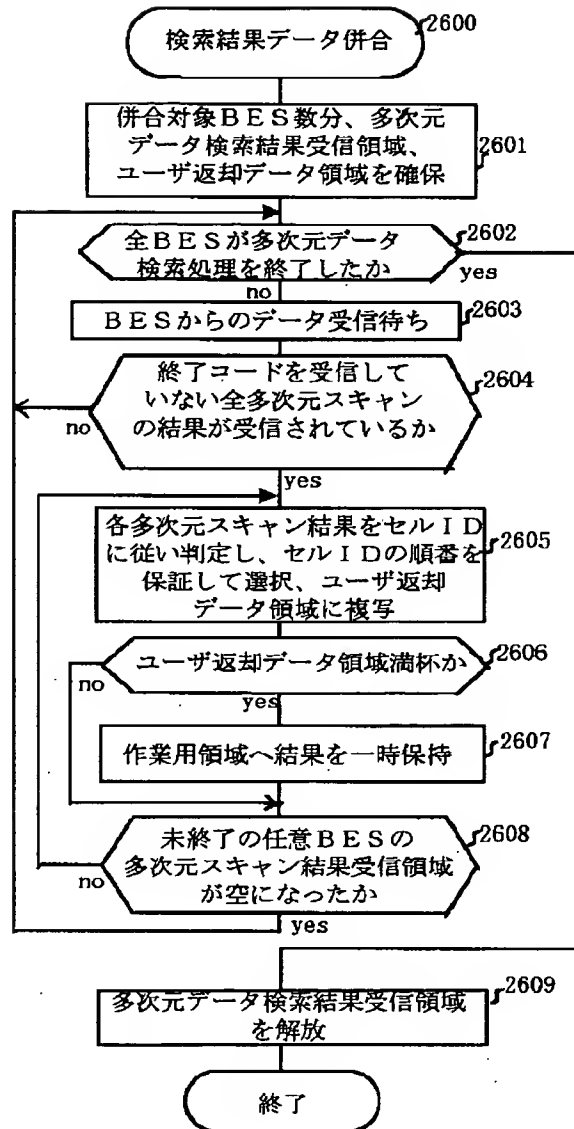 検索結果データ併合
2600
併合対象ＢＥＳ数分、多次元
データ検索結果受信領域、
ユーザ返却データ領域を確保
2601
全ＢＥＳが多次元データ
検索処理を終了したか
2602
yes
no
ＢＥＳからのデータ受信待ち
2603
終了コードを受信して
いない全多次元スキャン
の結果が受信されているか
2604
no
yes
各多次元スキャン結果をセルＩＤ
に従い判定し、セルＩＤの順番を
保証して選択、ユーザ返却
データ領域に複写
2605
ユーザ返却データ領域満杯か
2606
no
yes
作業用領域へ結果を一時保持
2607
未終了の任意ＢＥＳの
多次元スキャン結果受信領域
が空になったか
2608
no
yes
多次元データ検索結果受信領域
を解放
2609
終了